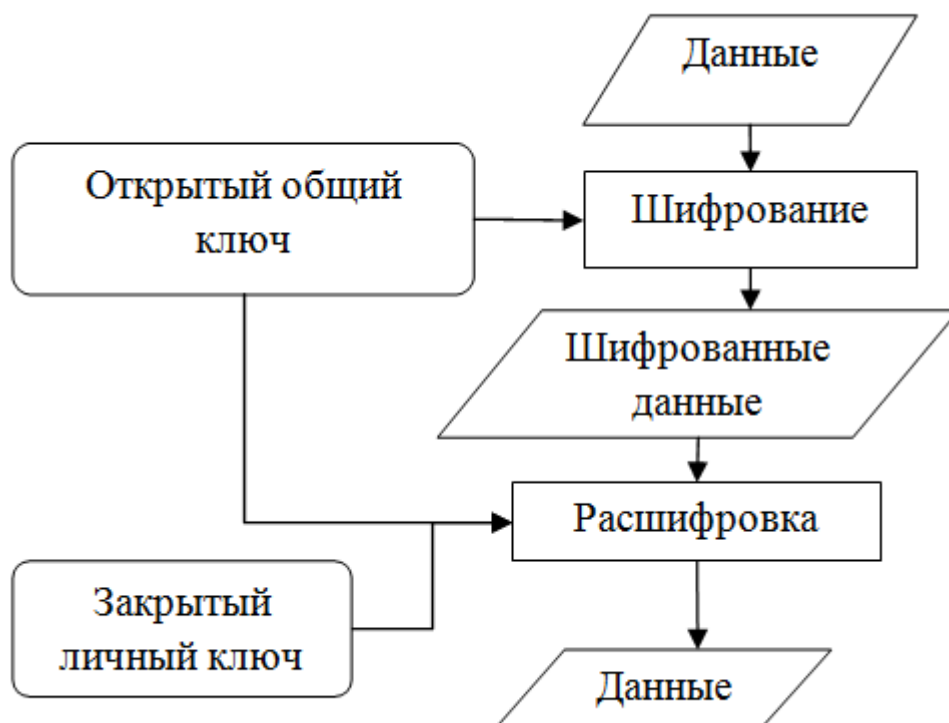 Данные
Открытый общий
ключ
Шифрование
Шифрованные
данные
Расшифровка
Закрытый
личный ключ
Данные